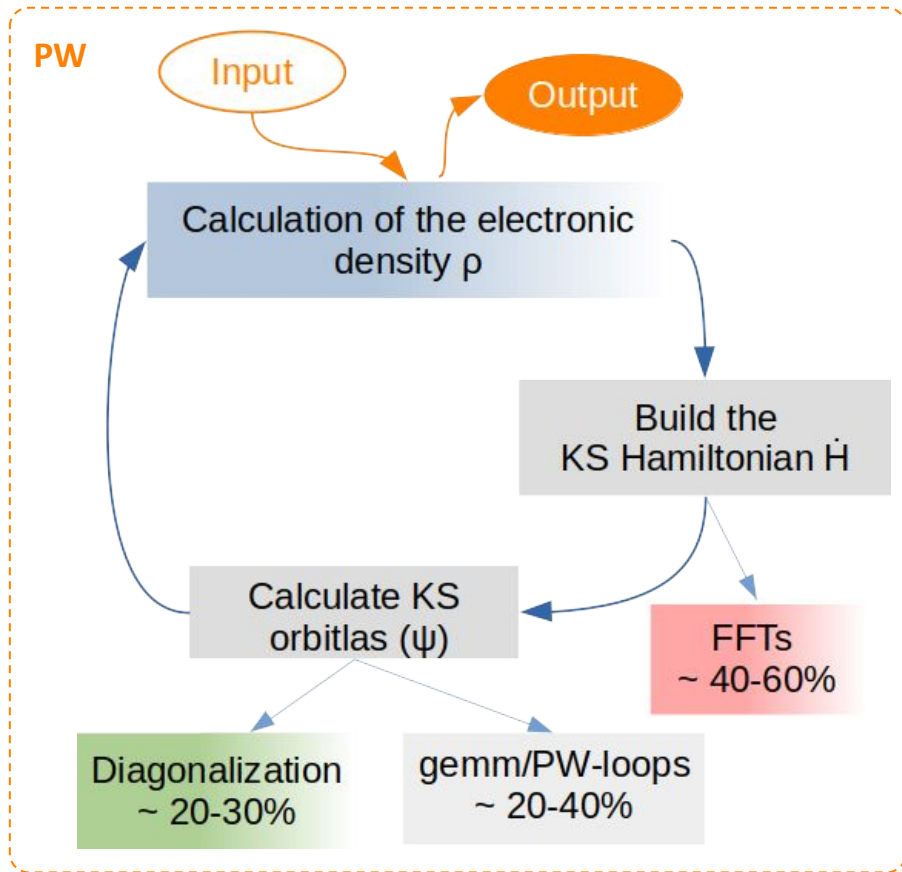 PW
Input
Output
Calculation of the electronic
density ρ
Build the
KS Hamiltonian Ḣ
Calculate KS
orbitlas (ψ)
FFTs
~ 40-60%
Diagonalization
~ 20-30%
gemm/PW-loops
~ 20-40%